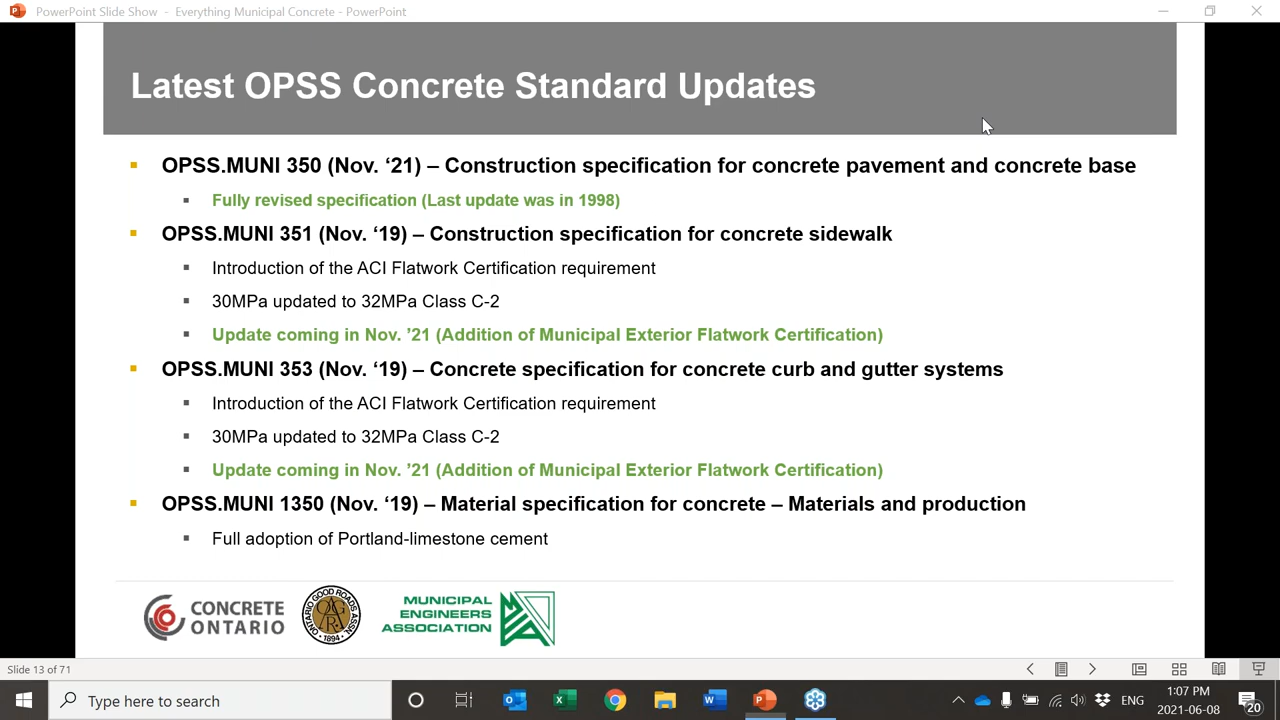 PowerPoint Slide Show - Everything Municipal Concrete - PowerPoint
Latest OPSS Concrete Standard Updates
OPSS.MUNI 350 (Nov. ‘21) – Construction specification for concrete pavement and concrete base
Fully revised specification (Last update was in 1998)
OPSS.MUNI 351 (Nov. ‘19) – Construction specification for concrete sidewalk
Introduction of the ACI Flatwork Certification requirement
30MPa updated to 32MPa Class C-2
Update coming in Nov. ’21 (Addition of Municipal Exterior Flatwork Certification)
OPSS.MUNI 353 (Nov. ‘19) – Concrete specification for concrete curb and gutter systems
Introduction of the ACI Flatwork Certification requirement
30MPa updated to 32MPa Class C-2
Update coming in Nov. ’21 (Addition of Municipal Exterior Flatwork Certification)
OPSS.MUNI 1350 (Nov. ‘19) – Material specification for concrete – Materials and production
Full adoption of Portland-limestone cement
CONCRETE
ONTARIO
ONTARIO GOOD ROADS ASSN.
OGRA
1894
MUNICIPAL
ENGINEERS
ASSOCIATION
Slide 13 of 71
Type here to search
ENG
1:07 PM
2021-06-08
20